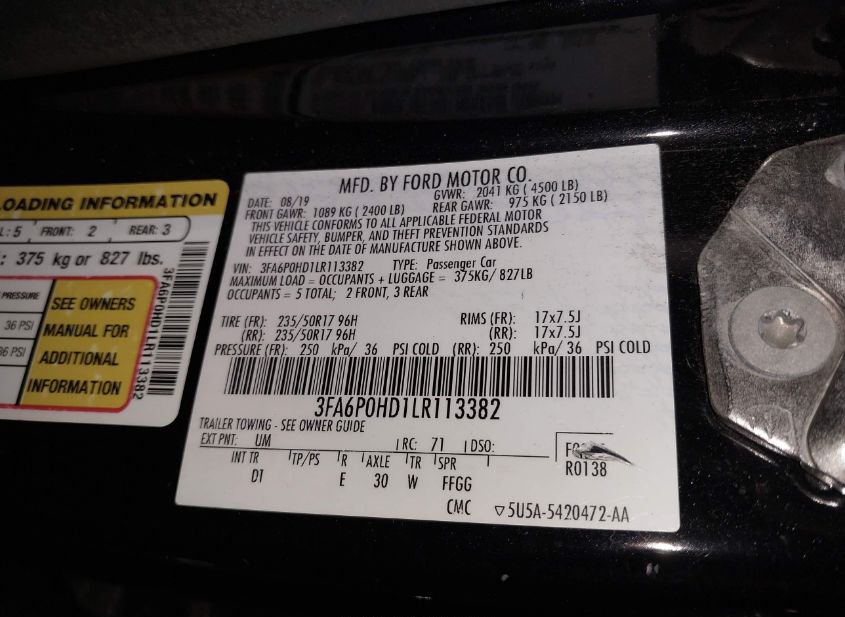 LOADING INFORMATION
L: 5 FRONT: 2 REAR: 3
: 375 kg or 827 lbs.
PRESSURE
36 PSI
36 PSI
SEE OWNERS
MANUAL FOR
ADDITIONAL
INFORMATION
3FA6P0HD1LR113382
MFD. BY FORD MOTOR CO.
DATE: 08/19 GVWR: 2041 KG (4500 LB)
FRONT GAWR: 1089 KG (2400 LB) REAR GAWR: 975 KG (2150 LB)
THIS VEHICLE CONFORMS TO ALL APPLICABLE FEDERAL MOTOR
VEHICLE SAFETY, BUMPER, AND THEFT PREVENTION STANDARDS
IN EFFECT ON THE DATE OF MANUFACTURE SHOWN ABOVE.
VIN: 3FA6P0HD1LR113382 TYPE: Passenger Car
MAXIMUM LOAD = OCCUPANTS + LUGGAGE = 375KG/ 827LB
OCCUPANTS = 5 TOTAL; 2 FRONT, 3 REAR
TIRE (FR): 235/50R17 96H RIMS (FR): 17x7.5J
(RR): 235/50R17 96H (RR): 17x7.5J
PRESSURE (FR): 250 kPa/ 36 PSI COLD (RR): 250 kPa/ 36 PSI COLD
3FA6P0HD1LR113382
TRAILER TOWING - SEE OWNER GUIDE
EXT PNT: UM RC: 71 DSO:
INT TR TP/PS R AXLE TR SPR
DT E 30 W FFGG
R0138
CMC ▽5U5A-5420472-AA